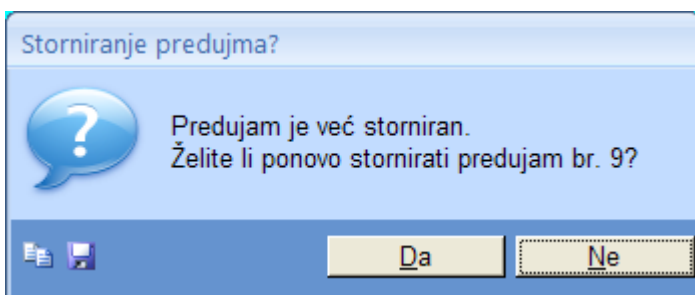 Storniranje predujma?
Predujam je već storniran.
Želite li ponovo stornirati predujam br. 9?
Da
Ne